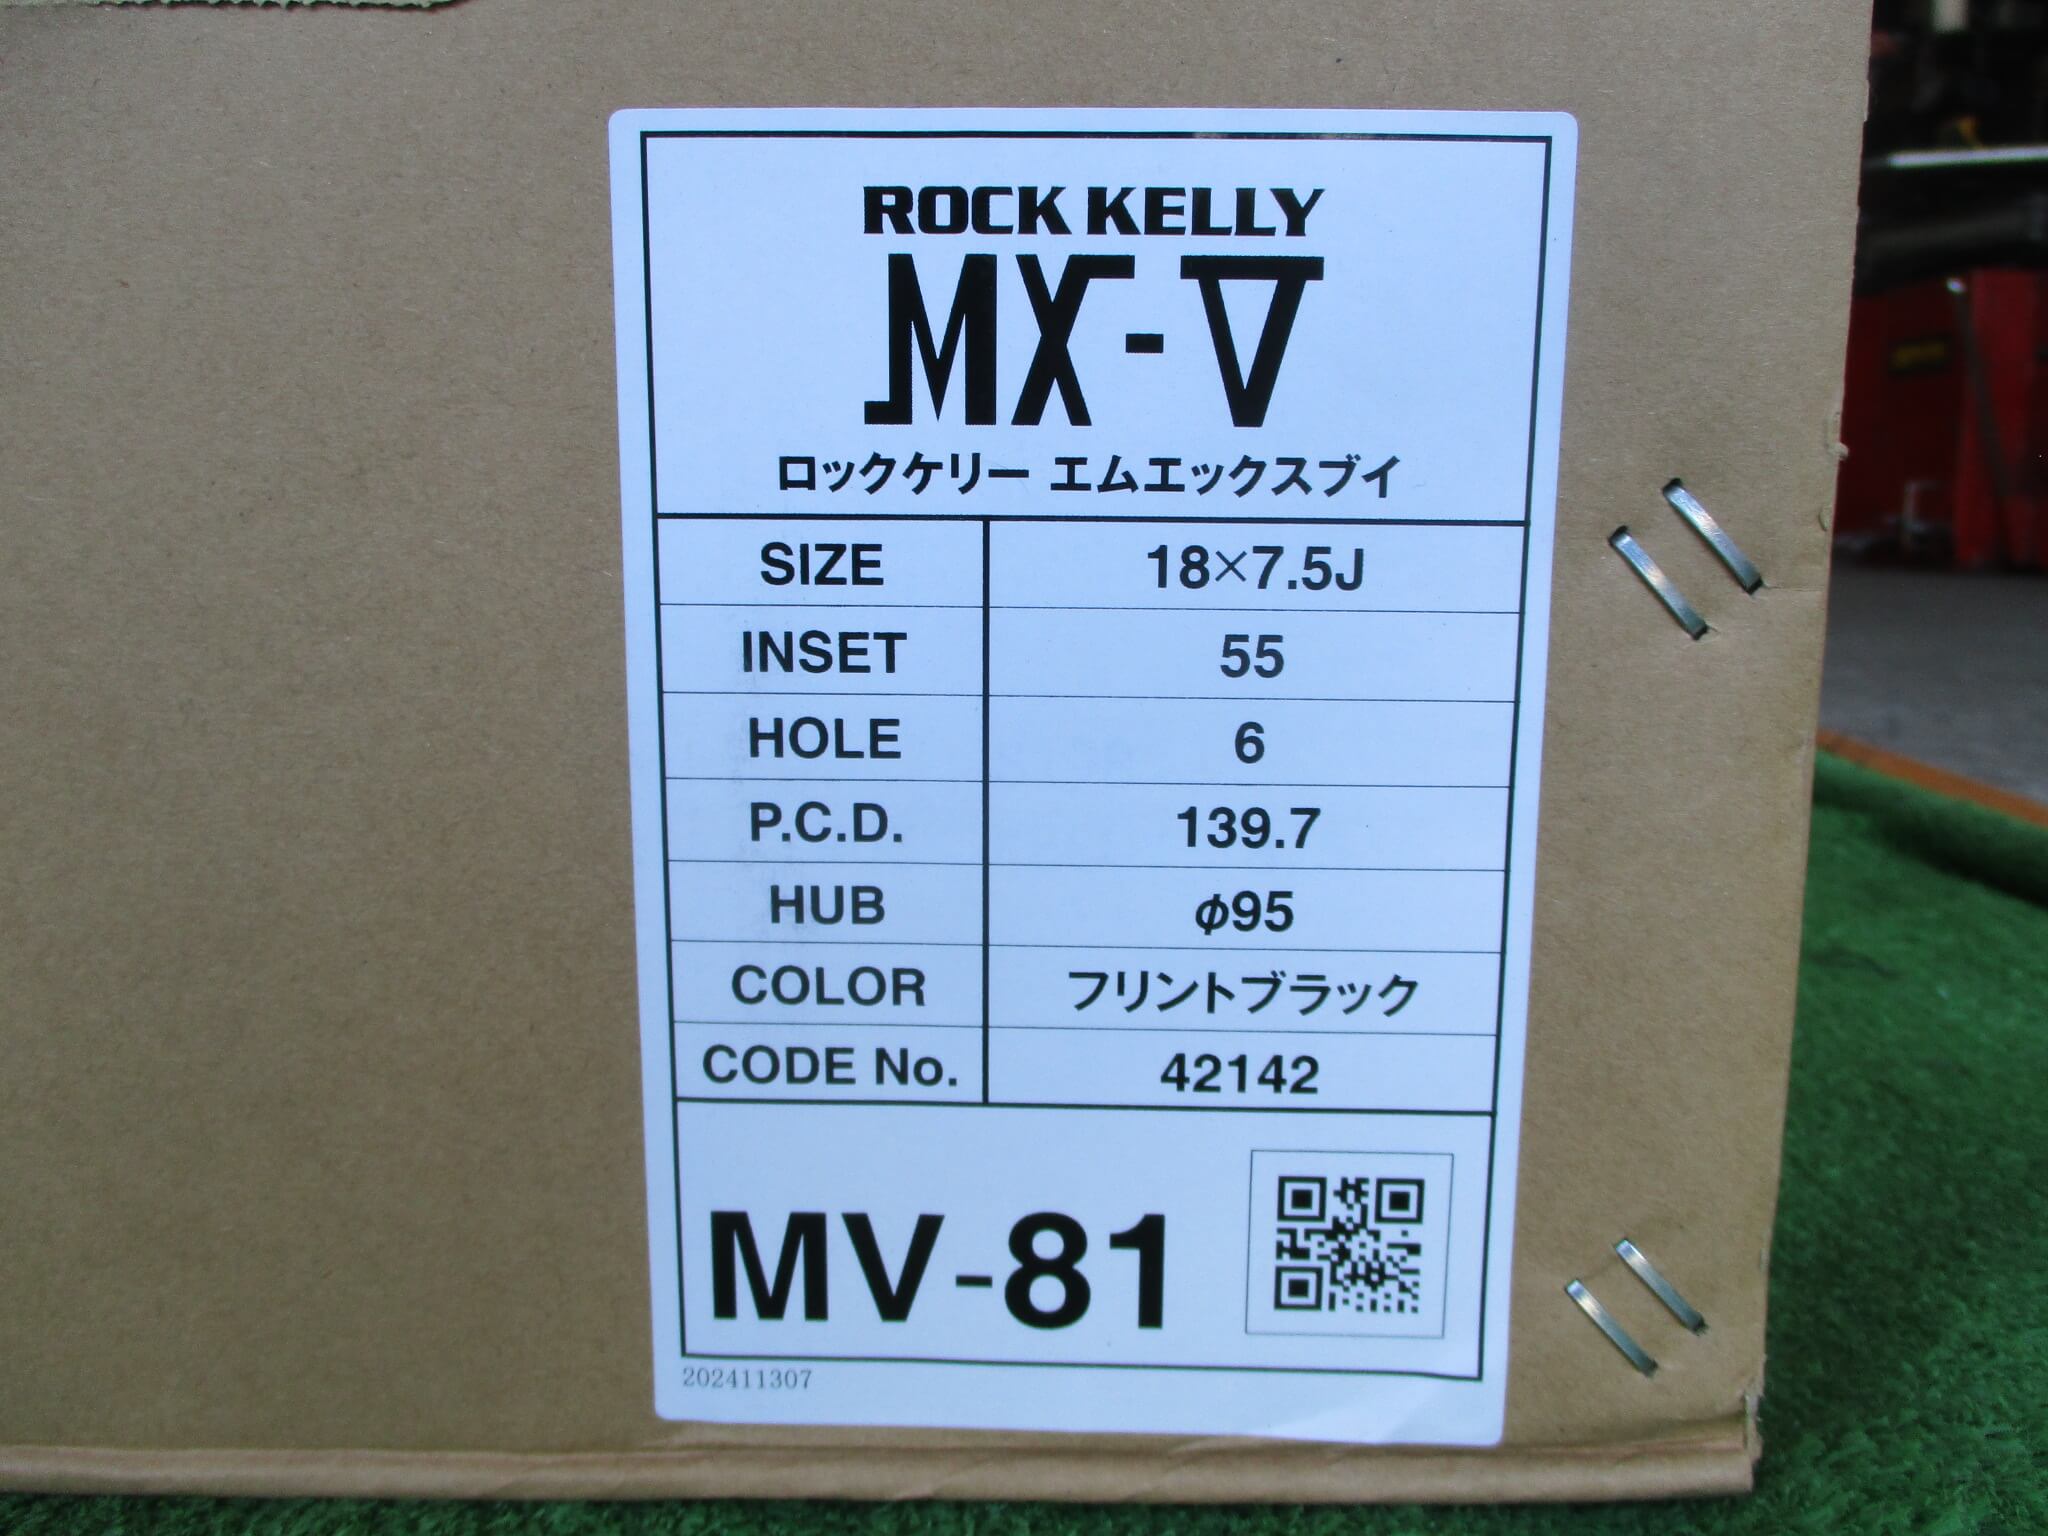 ROCK KELLY
MX-V
ロックケリー エムエックスブイ
SIZE 18×7.5J
INSET 55
HOLE 6
P.C.D. 139.7
HUB φ95
COLOR フリントブラック
CODE No. 42142
MV-81
202411307